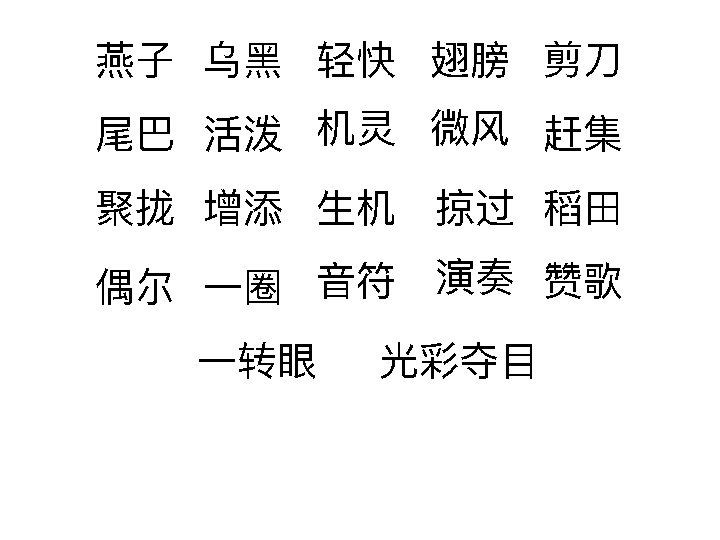 燕子 乌黑 轻快 翅膀 剪刀
尾巴 活泼 机灵 微风 赶集
聚拢 增添 生机 掠过 稻田
偶尔 一圈 音符 演奏 赞歌
一转眼 光彩夺目